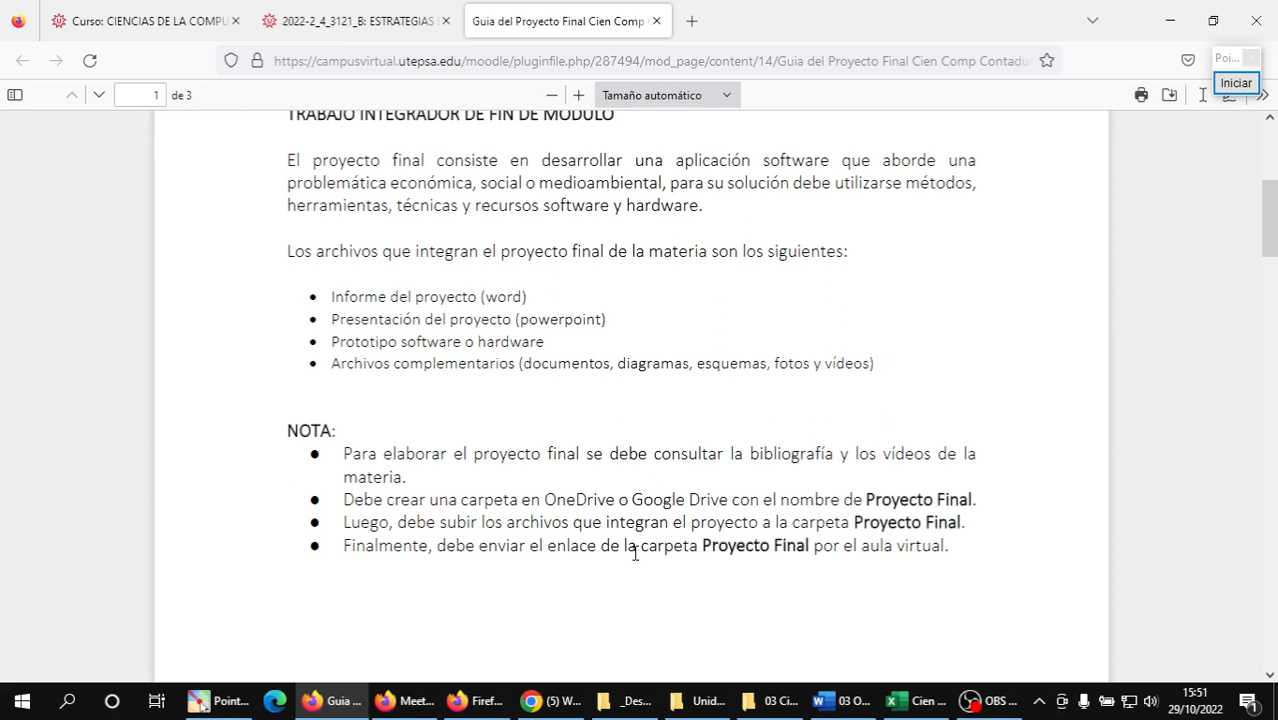 Curso: CIENCIAS DE LA COMPU
2022-2_4_3121_B: ESTRATEGIAS
Guia del Proyecto Final Cien Comp
https://campusvirtual.utepsa.edu/moodle/pluginfile.php/287494/mod_page/content/14/Guia del Proyecto Final Cien Comp Contadu
Poi...
Iniciar
1 de 3
Tamaño automático
TRABAJO INTEGRADOR DE FIN DE MODULO
El proyecto final consiste en desarrollar una aplicación software que aborde una
problemática económica, social o medioambiental, para su solución debe utilizarse métodos,
herramientas, técnicas y recursos software y hardware.
Los archivos que integran el proyecto final de la materia son los siguientes:
• Informe del proyecto (word)
• Presentación del proyecto (powerpoint)
• Prototipo software o hardware
• Archivos complementarios (documentos, diagramas, esquemas, fotos y vídeos)
NOTA:
● Para elaborar el proyecto final se debe consultar la bibliografía y los vídeos de la
materia.
● Debe crear una carpeta en OneDrive o Google Drive con el nombre de Proyecto Final.
● Luego, debe subir los archivos que integran el proyecto a la carpeta Proyecto Final.
● Finalmente, debe enviar el enlace de la carpeta Proyecto Final por el aula virtual.
Point...
Guia ...
Meet...
Firef...
(5) W...
_Des...
Unid...
03 Ci...
03 O...
Cien ...
OBS ...
15:51
29/10/2022